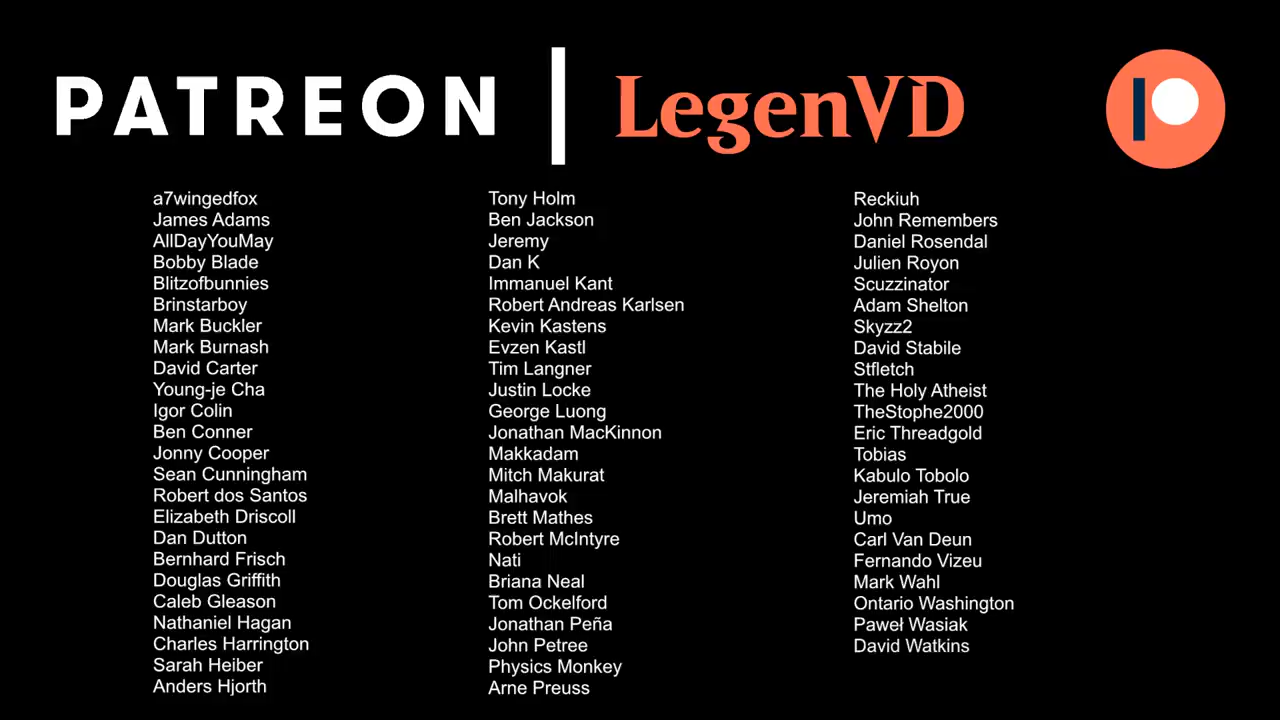 PATREON | LegenVD
a7wingedfox
James Adams
AllDayYouMay
Bobby Blade
Blitzofbunnies
Brinstarboy
Mark Buckler
Mark Burnash
David Carter
Young-je Cha
Igor Colin
Ben Conner
Jonny Cooper
Sean Cunningham
Robert dos Santos
Elizabeth Driscoll
Dan Dutton
Bernhard Frisch
Douglas Griffith
Caleb Gleason
Nathaniel Hagan
Charles Harrington
Sarah Heiber
Anders Hjorth
Tony Holm
Ben Jackson
Jeremy
Dan K
Immanuel Kant
Robert Andreas Karlsen
Kevin Kastens
Evzen Kastl
Tim Langner
Justin Locke
George Luong
Jonathan MacKinnon
Makkadam
Mitch Makurat
Malhavok
Brett Mathes
Robert McIntyre
Nati
Briana Neal
Tom Ockelford
Jonathan Peña
John Petree
Physics Monkey
Arne Preuss
Reckiuh
John Remembers
Daniel Rosendal
Julien Royon
Scuzzinator
Adam Shelton
Skyzz2
David Stabile
Stfletch
The Holy Atheist
TheStophe2000
Eric Threadgold
Tobias
Kabulo Tobolo
Jeremiah True
Umo
Carl Van Deun
Fernando Vizeu
Mark Wahl
Ontario Washington
Paweł Wasiak
David Watkins